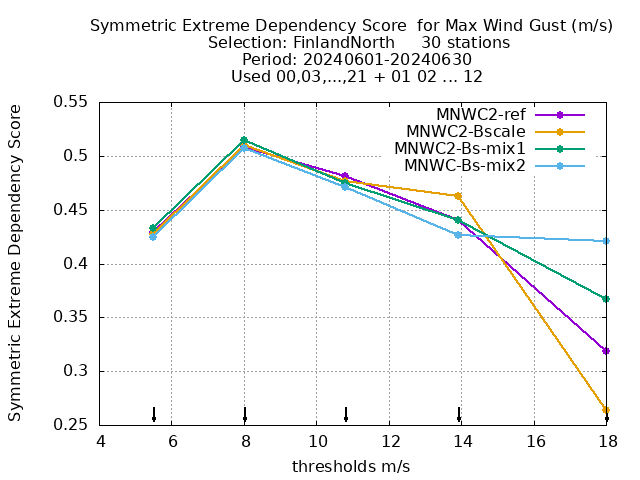 Symmetric Extreme Dependency Score  for Max Wind Gust (m/s)
Selection: FinlandNorth     30 stations
Period: 20240601-20240630
Used 00,03,...,21 + 01 02 ... 12
Symmetric Extreme Dependency Score
0.55
0.5
0.45
0.4
0.35
0.3
0.25
MNWC2-ref
MNWC2-Bscale
MNWC2-Bs-mix1
MNWC-Bs-mix2
4 6 8 10 12 14 16 18
thresholds m/s